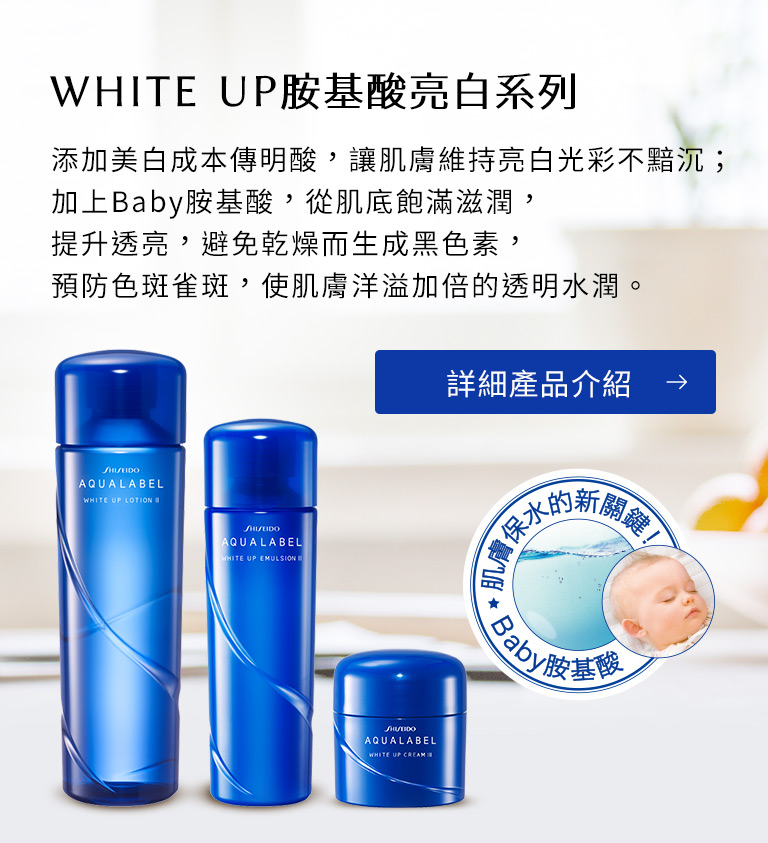 WHITE UP胺基酸亮白系列
添加美白成本傳明酸，讓肌膚維持亮白光彩不黯沉；
加上Baby胺基酸，從肌底飽滿滋潤，
提升透亮，避免乾燥而生成黑色素，
預防色斑雀斑，使肌膚洋溢加倍的透明水潤。
詳細產品介紹 →
SHISEIDO
AQUALABEL
WHITE UP LOTION II
SHISEIDO
AQUALABEL
WHITE UP EMULSION
SHISEIDO
AQUALABEL
WHITE UP CREAM
肌膚保水的新關鍵！
★ Baby胺基酸